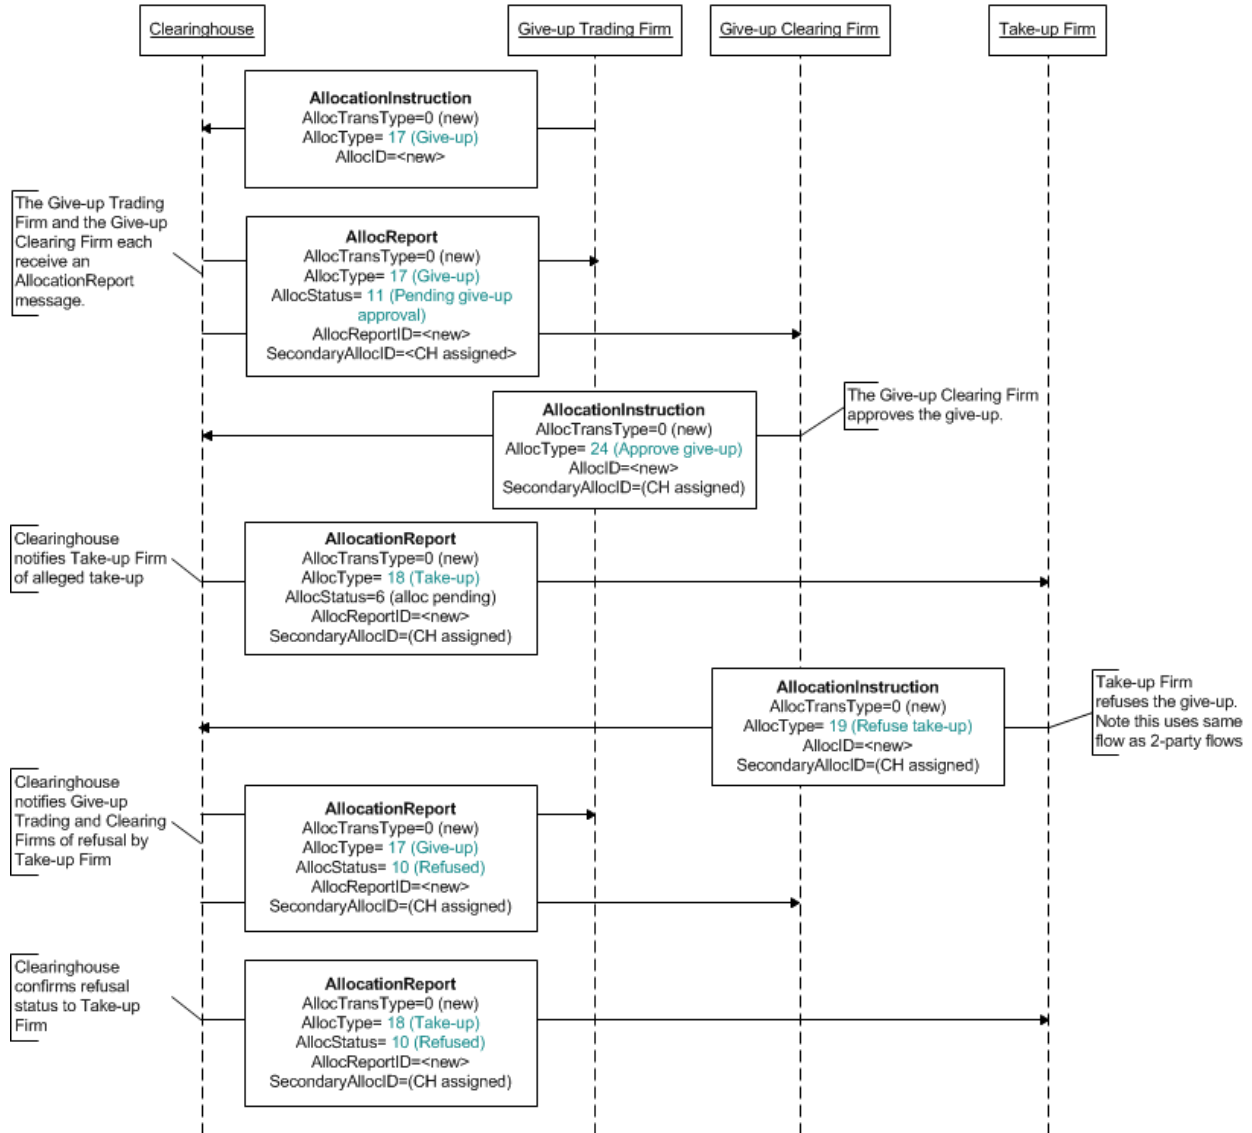 Clearinghouse
Give-up Trading Firm
Give-up Clearing Firm
Take-up Firm
AllocationInstruction
AllocTransType=0 (new)
AllocType= 17 (Give-up)
AllocID=<new>
The Give-up Trading
Firm and the Give-up
Clearing Firm each
receive an
AllocationReport
message.
AllocReport
AllocTransType=0 (new)
AllocType= 17 (Give-up)
AllocStatus= 11 (Pending give-up
approval)
AllocReportID=<new>
SecondaryAllocID=<CH assigned>
The Give-up Clearing Firm
approves the give-up.
AllocationInstruction
AllocTransType=0 (new)
AllocType= 24 (Approve give-up)
AllocID=<new>
SecondaryAllocID=(CH assigned)
Clearinghouse
notifies Take-up Firm
of alleged take-up
AllocationReport
AllocTransType=0 (new)
AllocType= 18 (Take-up)
AllocStatus=6 (alloc pending)
AllocReportID=<new>
SecondaryAllocID=(CH assigned)
Take-up Firm
refuses the give-up.
Note this uses same
flow as 2-party flows
AllocationInstruction
AllocTransType=0 (new)
AllocType= 19 (Refuse take-up)
AllocID=<new>
SecondaryAllocID=(CH assigned)
Clearinghouse
notifies Give-up
Trading and Clearing
Firms of refusal by
Take-up Firm
AllocationReport
AllocTransType=0 (new)
AllocType= 17 (Give-up)
AllocStatus= 10 (Refused)
AllocReportID=<new>
SecondaryAllocID=(CH assigned)
Clearinghouse
confirms refusal
status to Take-up
Firm
AllocationReport
AllocTransType=0 (new)
AllocType= 18 (Take-up)
AllocStatus= 10 (Refused)
AllocReportID=<new>
SecondaryAllocID=(CH assigned)